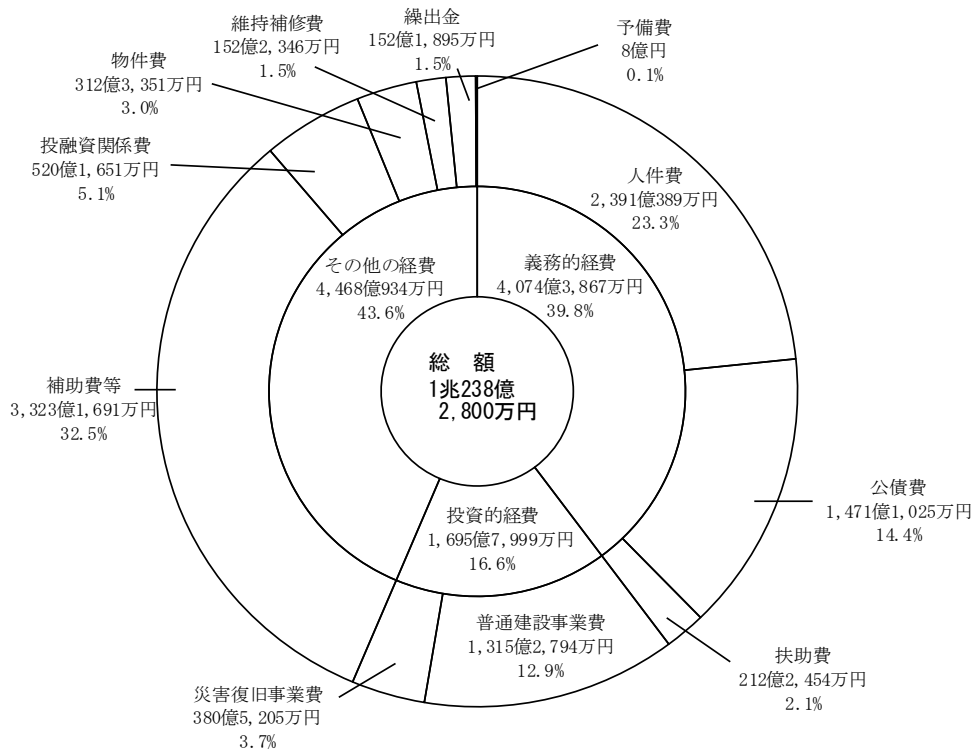 繰出金
152億1,895万円
1.5%
維持補修費
152億2,346万円
1.5%
予備費
8億円
0.1%
物件費
312億3,351万円
3.0%
投融資関係費
520億1,651万円
5.1%
人件費
2,391億389万円
23.3%
その他の経費
4,468億934万円
43.6%
義務的経費
4,074億3,867万円
39.8%
総 額
1兆238億
2,800万円
補助費等
3,323億1,691万円
32.5%
公債費
1,471億1,025万円
14.4%
投資的経費
1,695億7,999万円
16.6%
普通建設事業費
1,315億2,794万円
12.9%
扶助費
212億2,454万円
2.1%
災害復旧事業費
380億5,205万円
3.7%